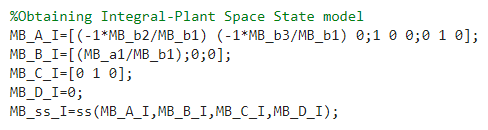 %Obtaining Integral-Plant Space State model
MB_A_I=[(-1*MB_b2/MB_b1) (-1*MB_b3/MB_b1) 0;1 0 0;0 1 0];
MB_B_I=[(MB_a1/MB_b1);0;0];
MB_C_I=[0 1 0];
MB_D_I=0;
MB_ss_I=ss(MB_A_I,MB_B_I,MB_C_I,MB_D_I);